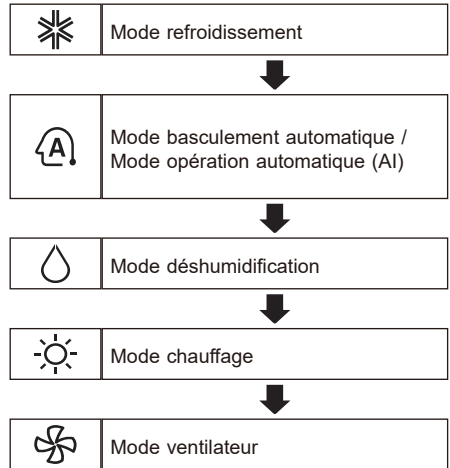 Mode refroidissement
A
Mode basculement automatique /
Mode opération automatique (AI)
Mode déshumidification
Mode chauffage
Mode ventilateur